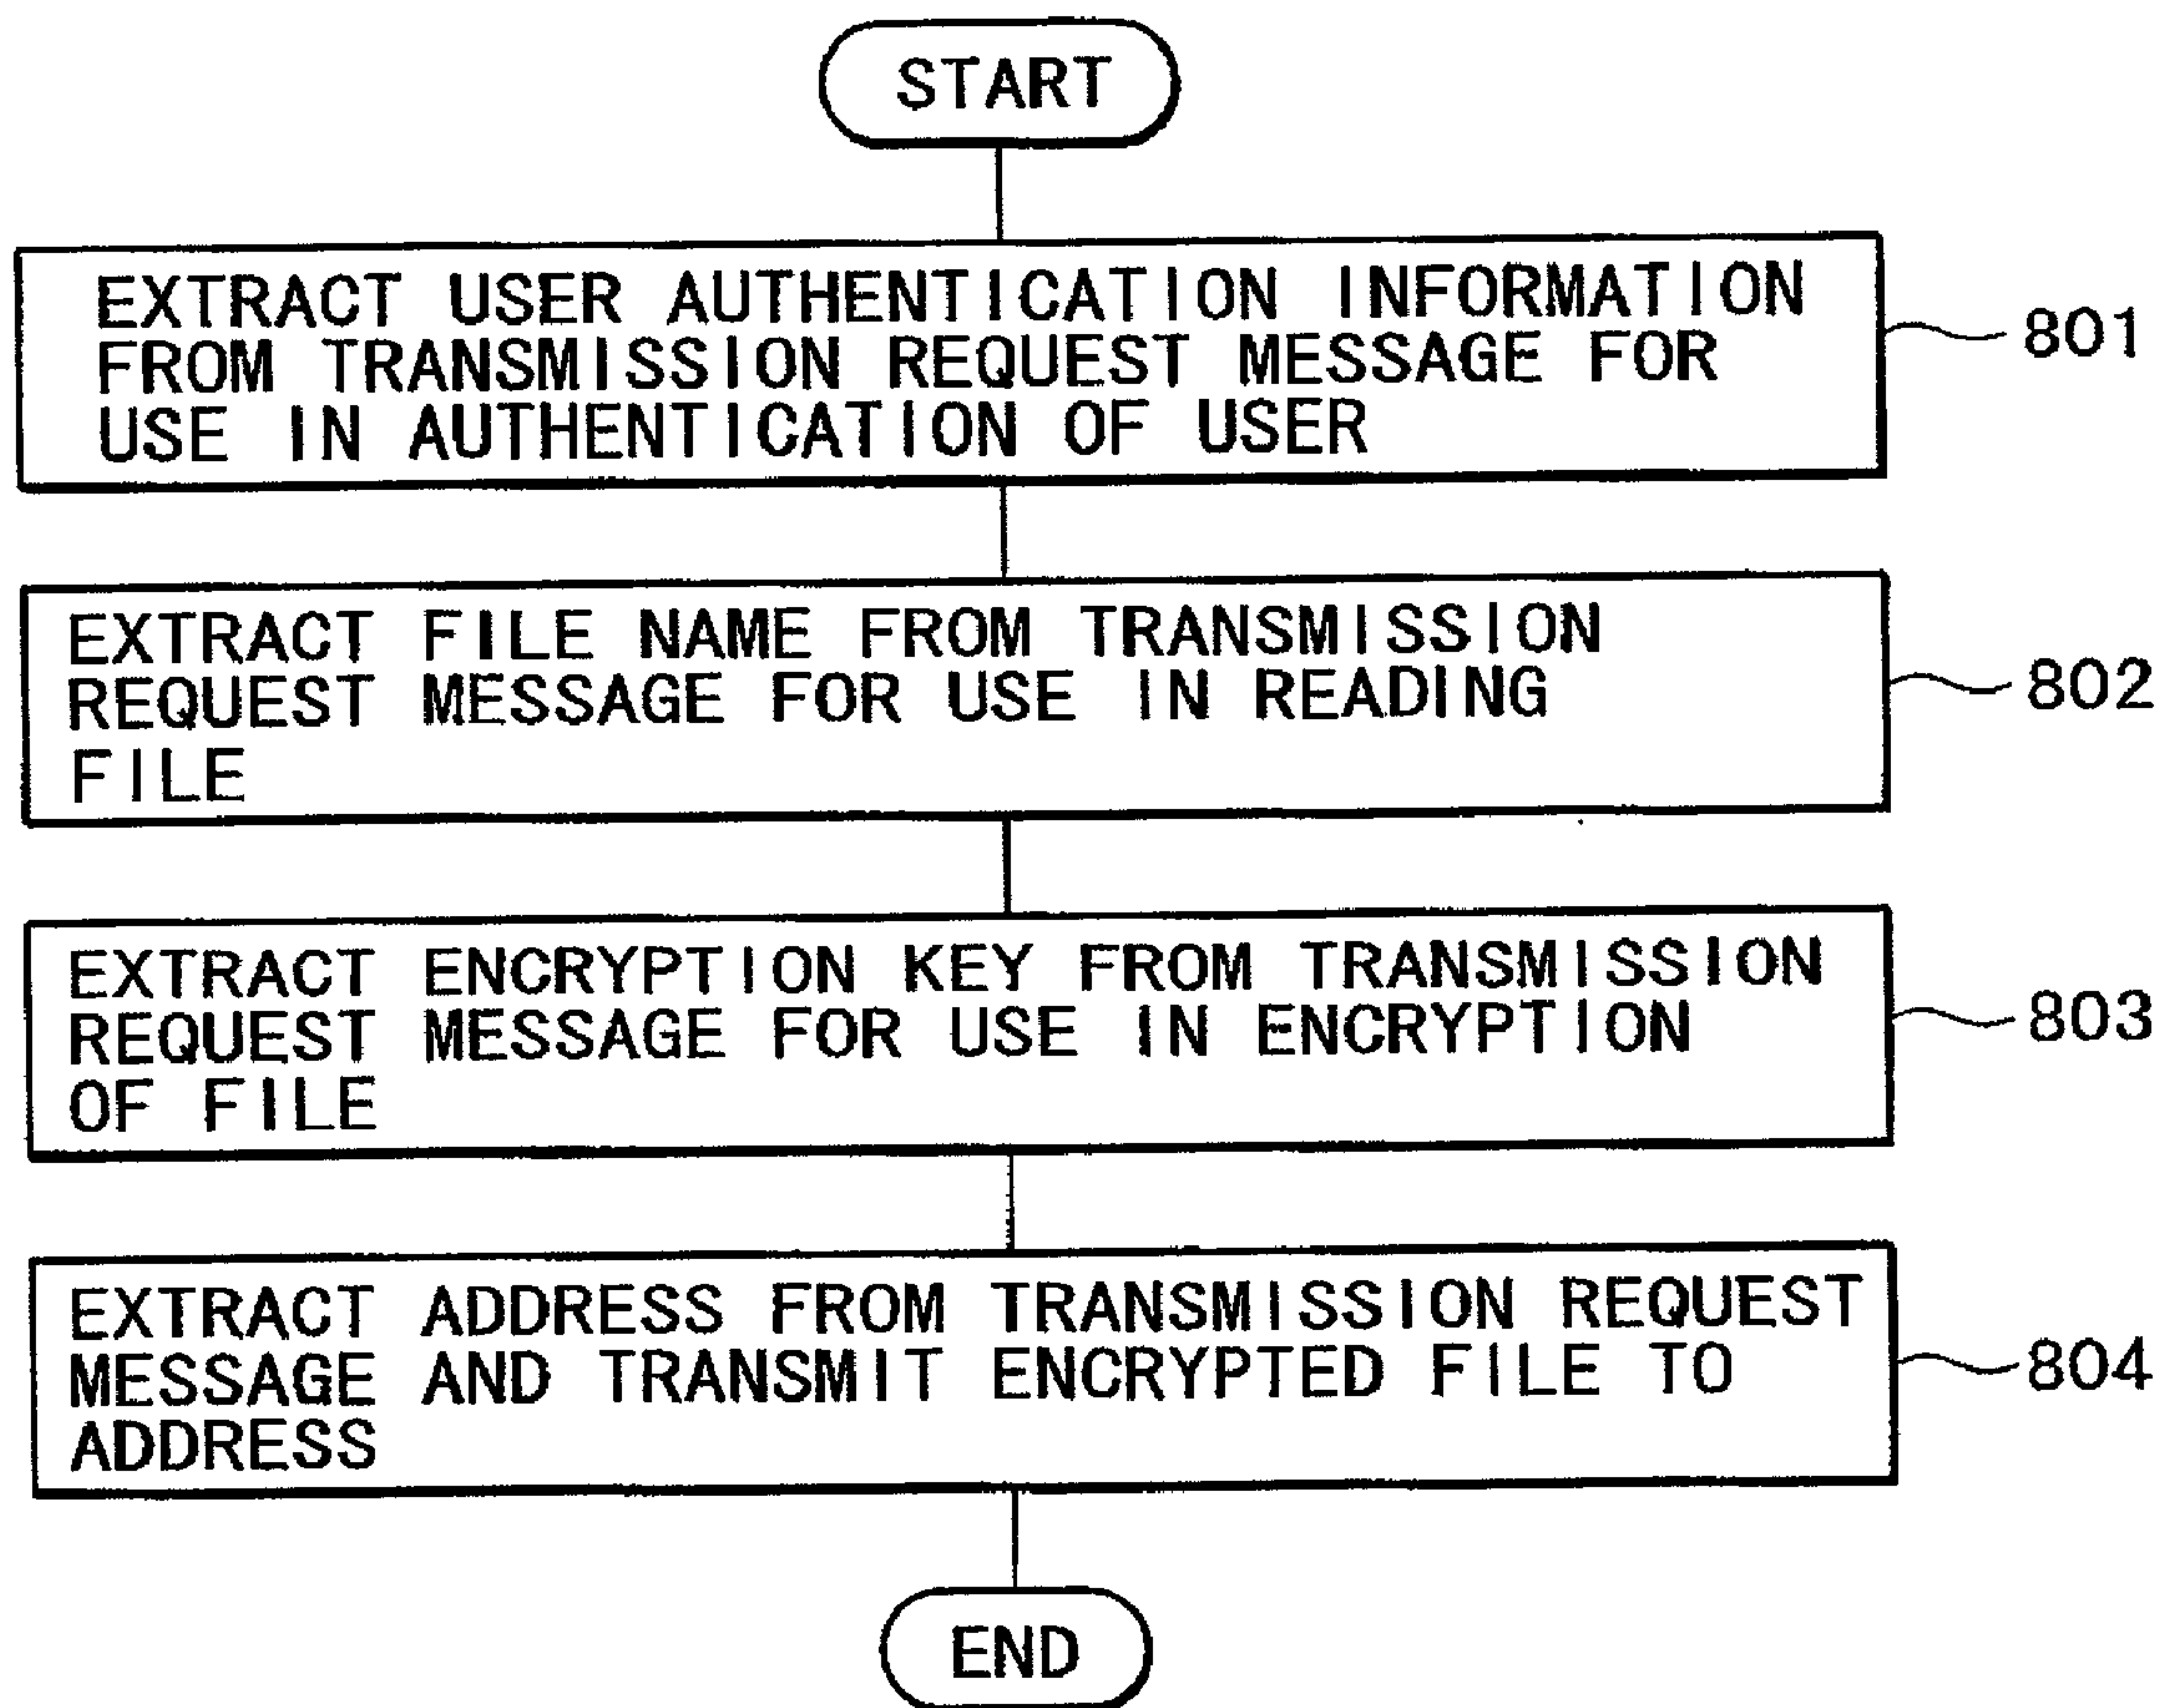 START
EXTRACT USER AUTHENTICATION INFORMATION
FROM TRANSMISSION REQUEST MESSAGE FOR
USE IN AUTHENTICATION OF USER
801
EXTRACT FILE NAME FROM TRANSMISSION
REQUEST MESSAGE FOR USE IN READING
FILE
802
EXTRACT ENCRYPTION KEY FROM TRANSMISSION
REQUEST MESSAGE FOR USE IN ENCRYPTION
OF FILE
803
EXTRACT ADDRESS FROM TRANSMISSION REQUEST
MESSAGE AND TRANSMIT ENCRYPTED FILE TO
ADDRESS
804
END